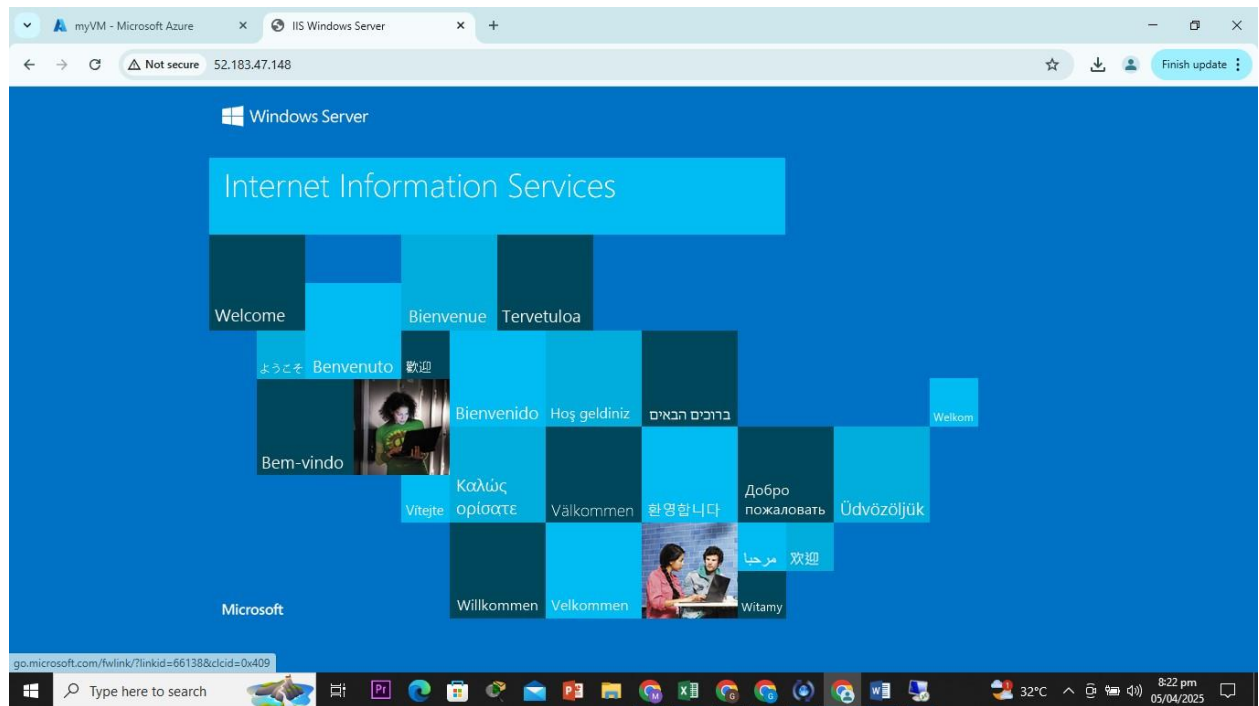 myVM - Microsoft Azure
IIS Windows Server
Not secure
52.183.47.148
Finish update
Windows Server
Internet Information Services
Welcome
Bienvenue
Tervetuloa
ようこそ
Benvenuto
歡迎
Bienvenido
Hoş geldiniz
ברוכים הבאים
Welkom
Bem-vindo
Vítejte
Καλώς
ορίσατε
Välkommen
환영합니다
Добро
пожаловать
Üdvözöljük
مرحبا
欢迎
Microsoft
Willkommen
Velkommen
Witamy
go.microsoft.com/fwlink/?linkid=66138&clcid=0x409
Type here to search
Pr
32°C
8:22 pm
05/04/2025